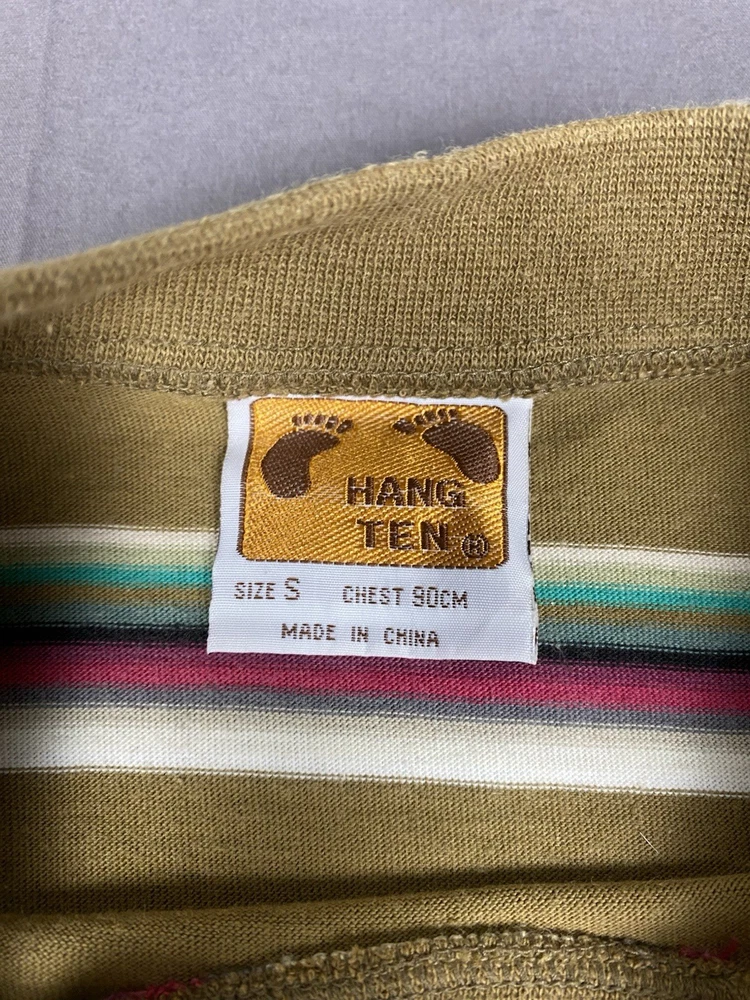 HANG
TEN ®
SIZE S CHEST 90CM
MADE IN CHINA